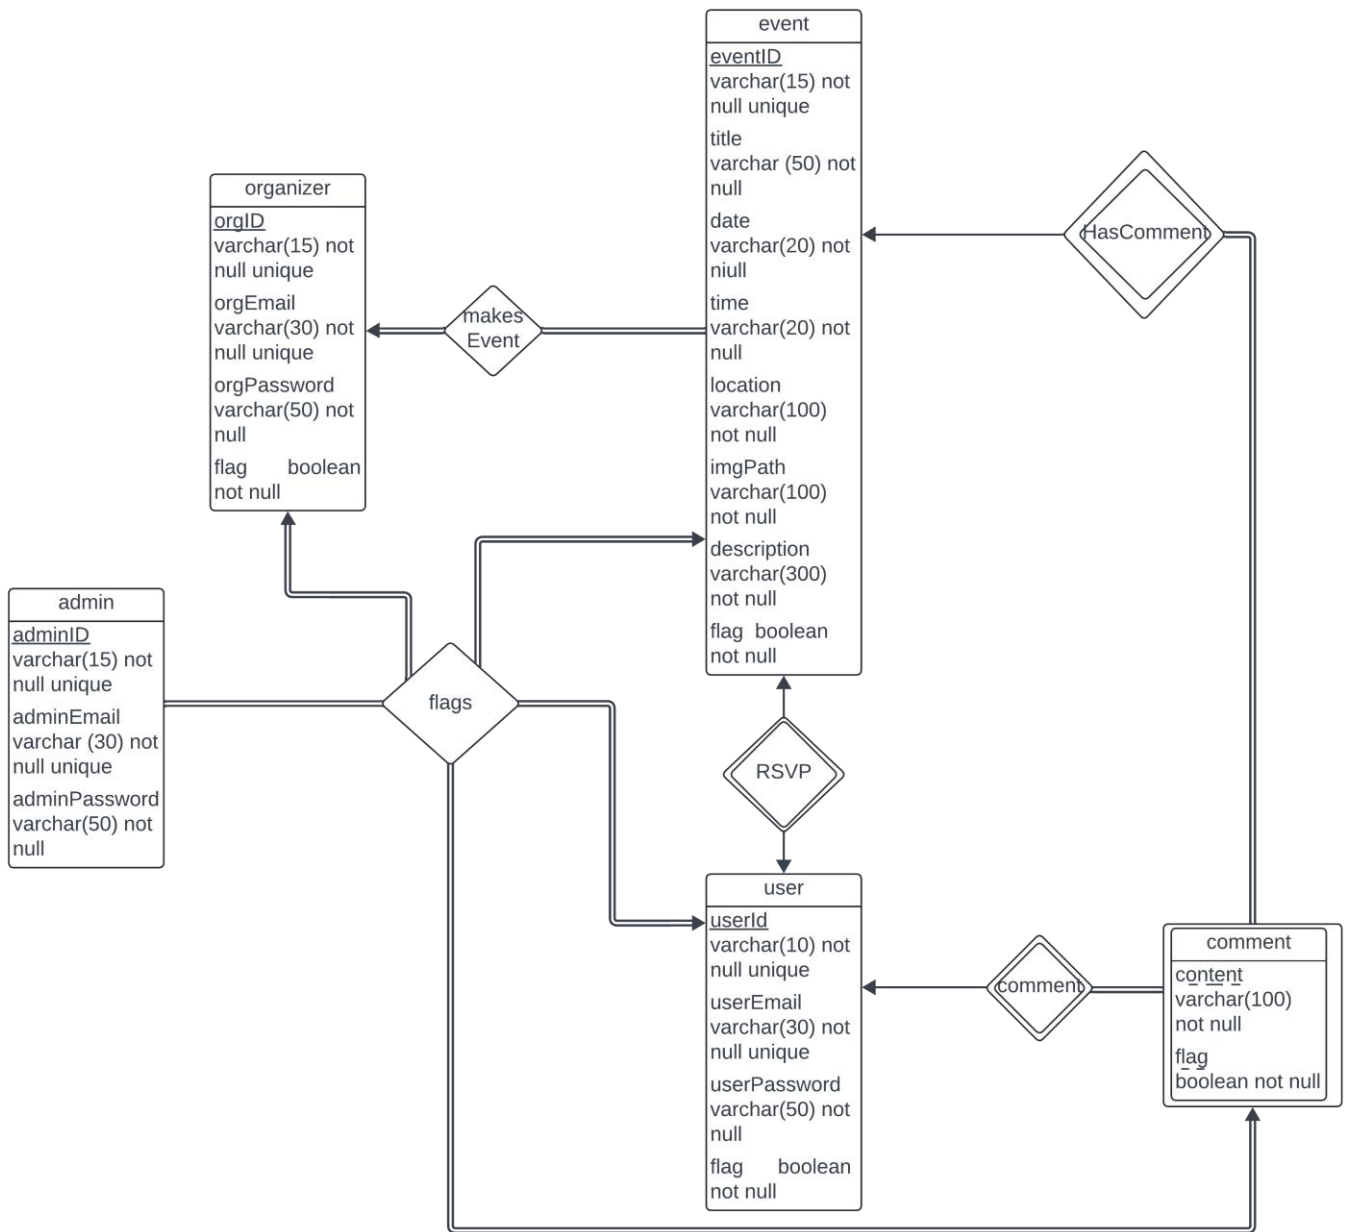 event
eventID
varchar(15) not
null unique
title
varchar (50) not
null
date
varchar(20) not
niull
time
varchar(20) not
null
location
varchar(100)
not null
imgPath
varchar(100)
not null
description
varchar(300)
not null
flag boolean
not null
organizer
orgID
varchar(15) not
null unique
orgEmail
varchar(30) not
null unique
orgPassword
varchar(50) not
null
flag boolean
not null
makes
Event
HasComment
admin
adminID
varchar(15) not
null unique
adminEmail
varchar (30) not
null unique
adminPassword
varchar(50) not
null
flags
RSVP
user
userId
varchar(10) not
null unique
userEmail
varchar(30) not
null unique
userPassword
varchar(50) not
null
flag boolean
not null
comment
comment
content
varchar(100)
not null
flag
boolean not null